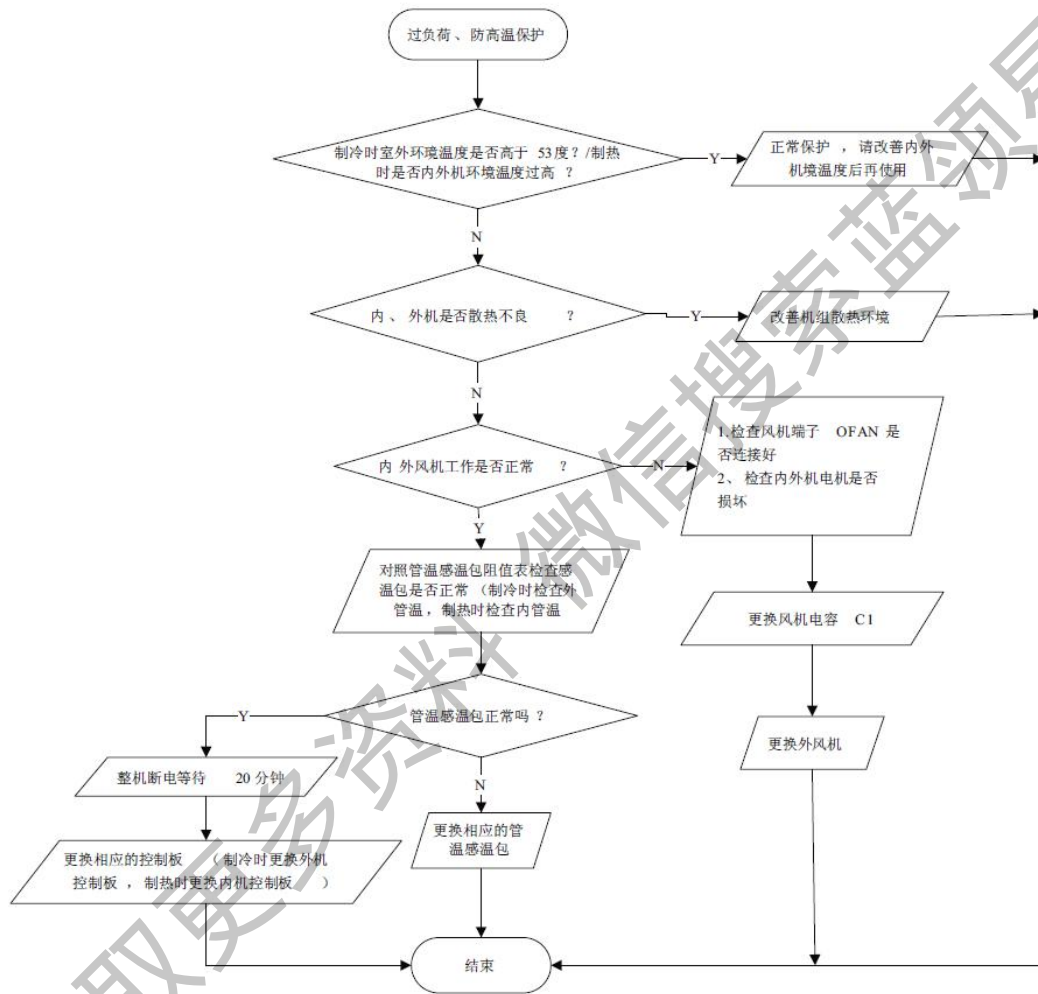 过负荷、防高温保护
制冷时室外环境温度是否高于 53度？/制热
时是否内外机环境温度过高 ？
Y
正常保护 ，请改善内外
机境温度后再使用
N
内 、 外机是否散热不良 ？
Y
改善机组散热环境
N
内 外风机工作是否正常 ？
N
1.检查风机端子 OFAN 是
否连接好
2、 检查内外机电机是否
损坏
Y
对照管温感温包阻值表检查感
温包是否正常 （制冷时检查外
管温，制热时检查内管温
更换风机电容 C1
管温感温包正常吗 ？
Y
更换外风机
整机断电等待 20 分钟
N
更换相应的管
温感温包
更换相应的控制板 （ 制冷时更换外机
控制板 ， 制热时更换内机控制板 ）
结束
取更多资料 微信搜索蓝领